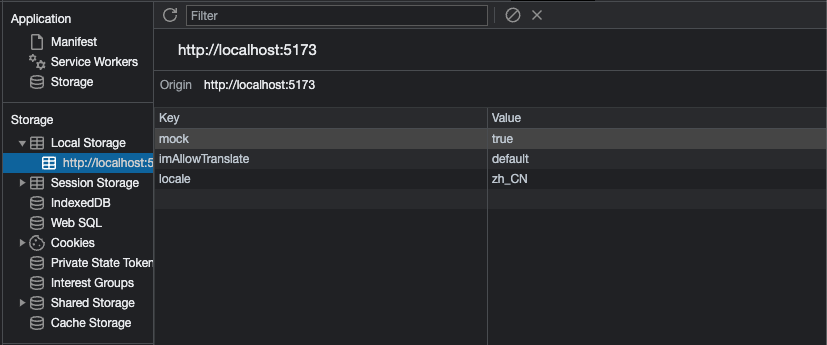 Application
Manifest
Service Workers
Storage
Storage
Local Storage
http://localhost:5
Session Storage
IndexedDB
Web SQL
Cookies
Private State Token
Interest Groups
Shared Storage
Cache Storage
Filter
http://localhost:5173
Origin http://localhost:5173
Key Value
mock true
imAllowTranslate default
locale zh_CN